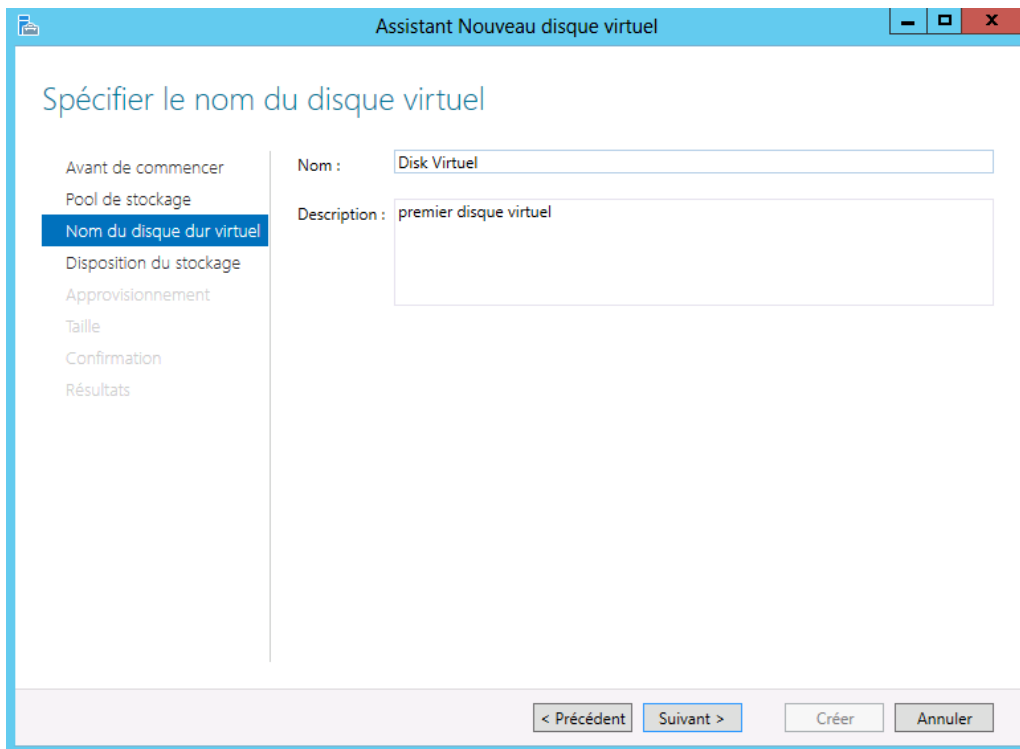 Assistant Nouveau disque virtuel
Spécifier le nom du disque virtuel
Avant de commencer
Pool de stockage
Nom du disque dur virtuel
Disposition du stockage
Approvisionnement
Taille
Confirmation
Résultats
Nom : Disk Virtuel
Description : premier disque virtuel
< Précédent Suivant > Créer Annuler